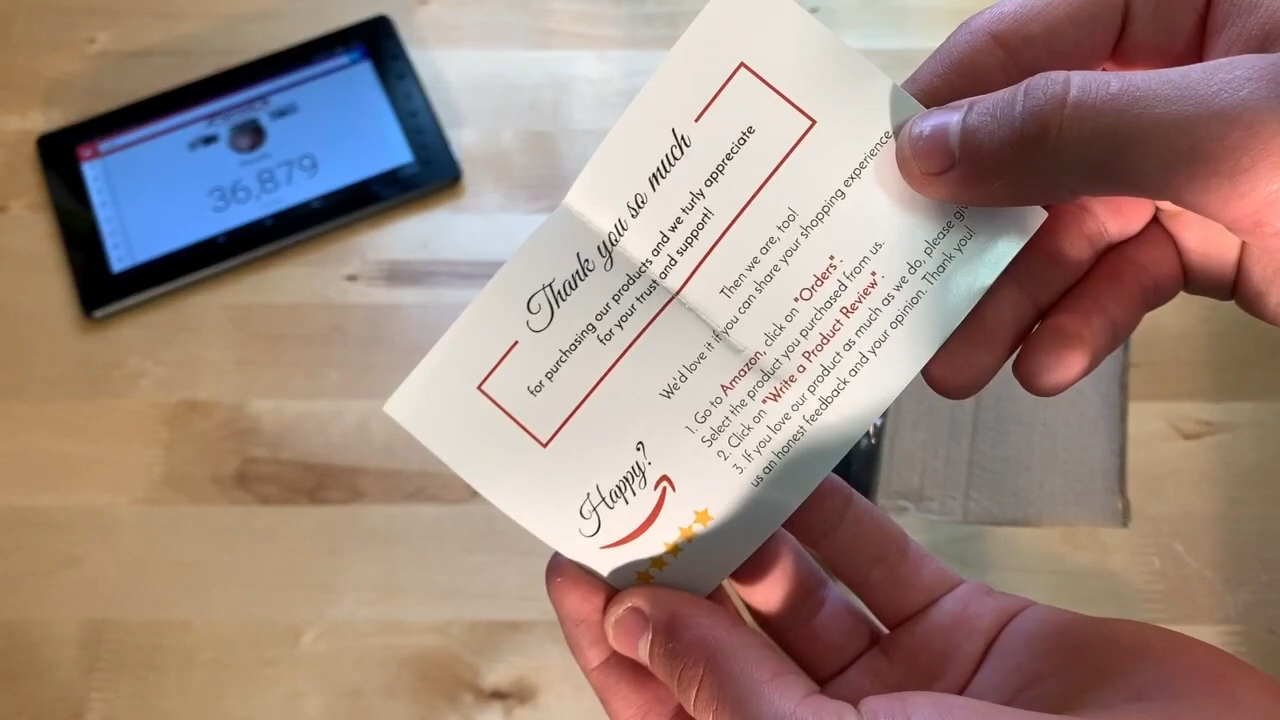 36,879
Thank you so much
for purchasing our products and we turly appreciate
for your trust and support!
Happy?
Then we are, too!
We'd love it if you can share your shopping experience,
1. Go to Amazon, click on "Orders".
Select the product you purchased from us.
2. Click on "Write a Product Review".
3. If you love our product as much as we do, please
us an honest feedback and your opinion. Thank you!